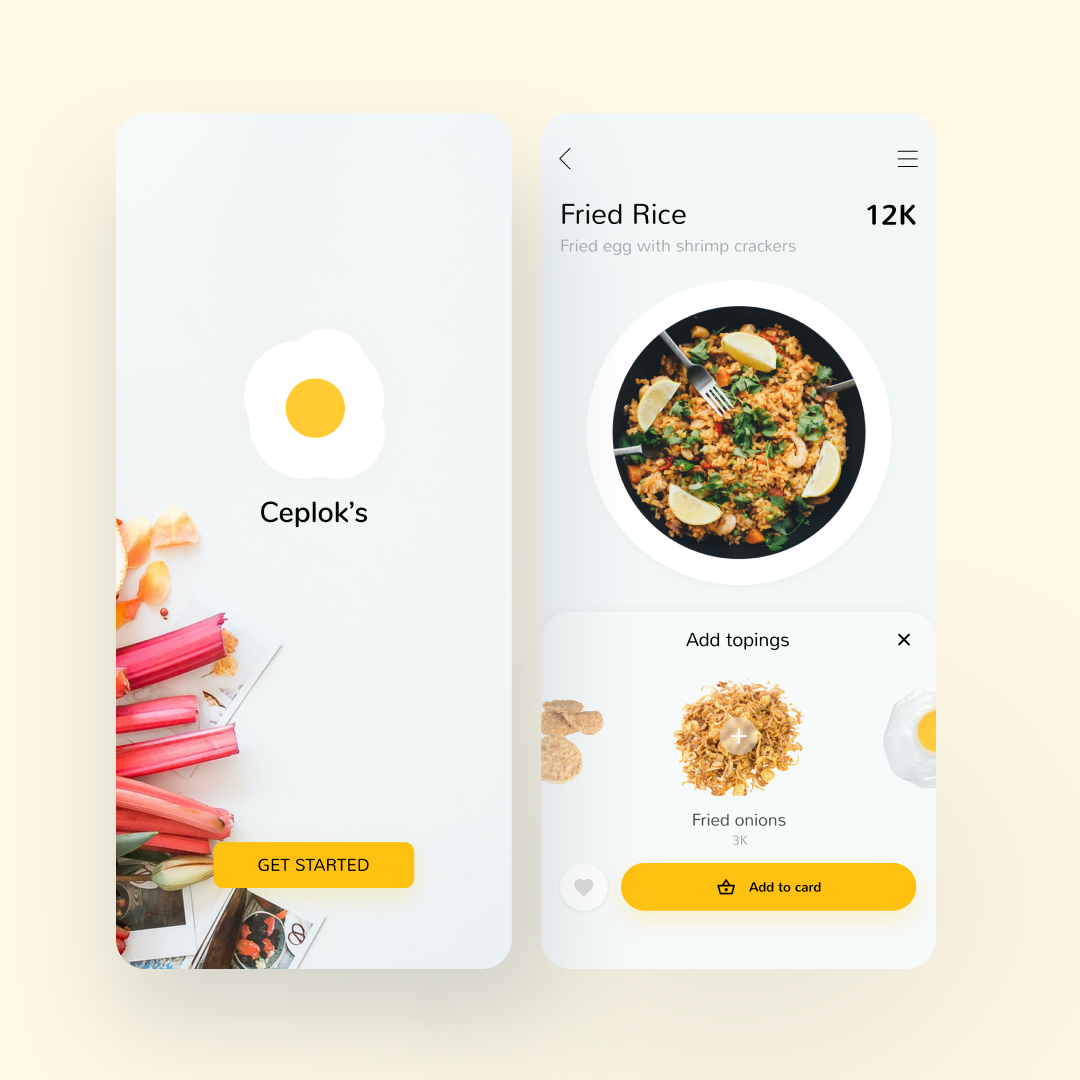 Ceplok’s
GET STARTED
Fried Rice
12K
Fried egg with shrimp crackers
Add topings
Fried onions
3K
Add to card